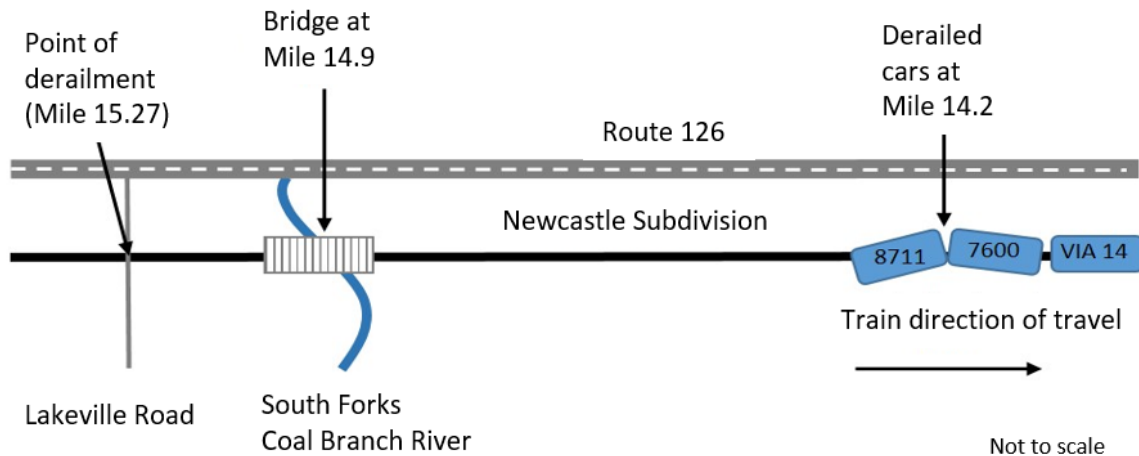 Point of
derailment
(Mile 15.27)
Bridge at
Mile 14.9
Derailed
cars at
Mile 14.2
Route 126
Newcastle Subdivision
8711
7600
VIA 14
Train direction of travel
Lakeville Road
South Forks
Coal Branch River
Not to scale